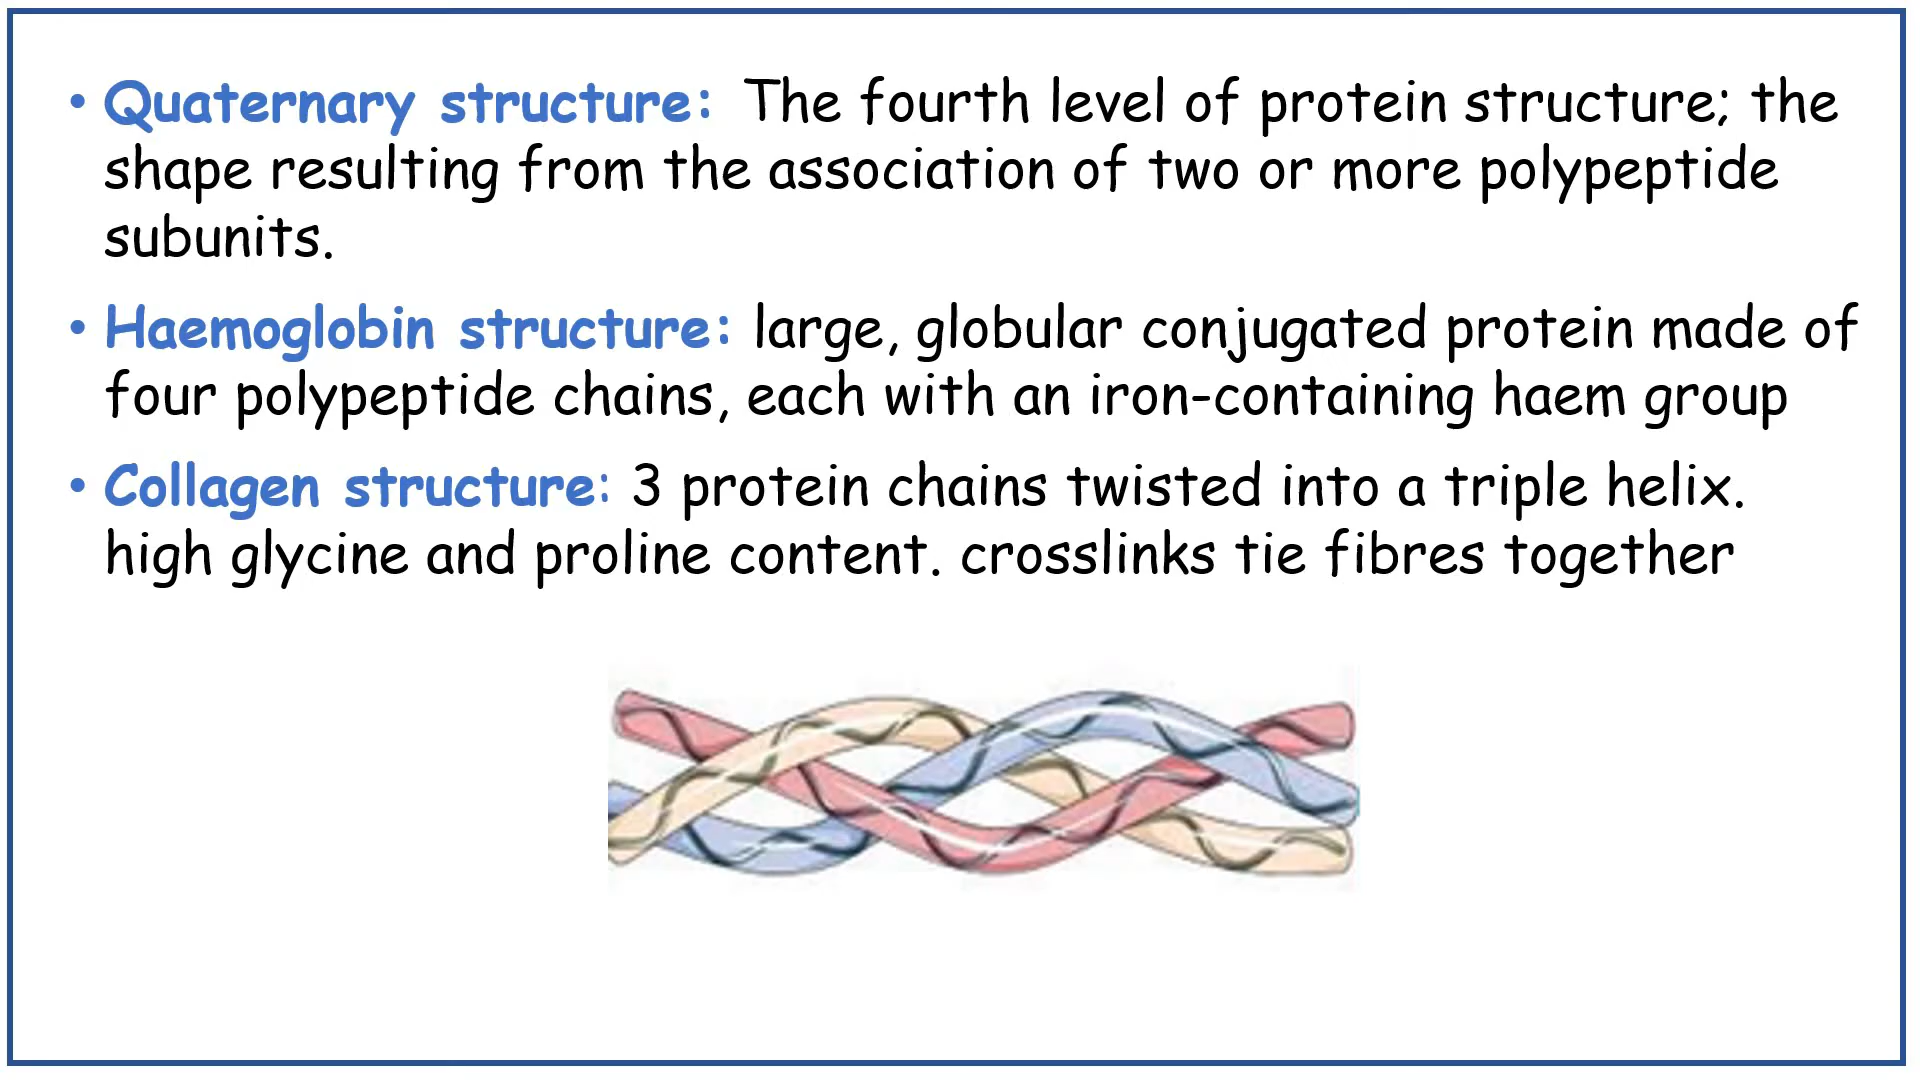 • Quaternary structure: The fourth level of protein structure; the
shape resulting from the association of two or more polypeptide
subunits.
• Haemoglobin structure: large, globular conjugated protein made of
four polypeptide chains, each with an iron-containing haem group
• Collagen structure: 3 protein chains twisted into a triple helix.
high glycine and proline content. crosslinks tie fibres together